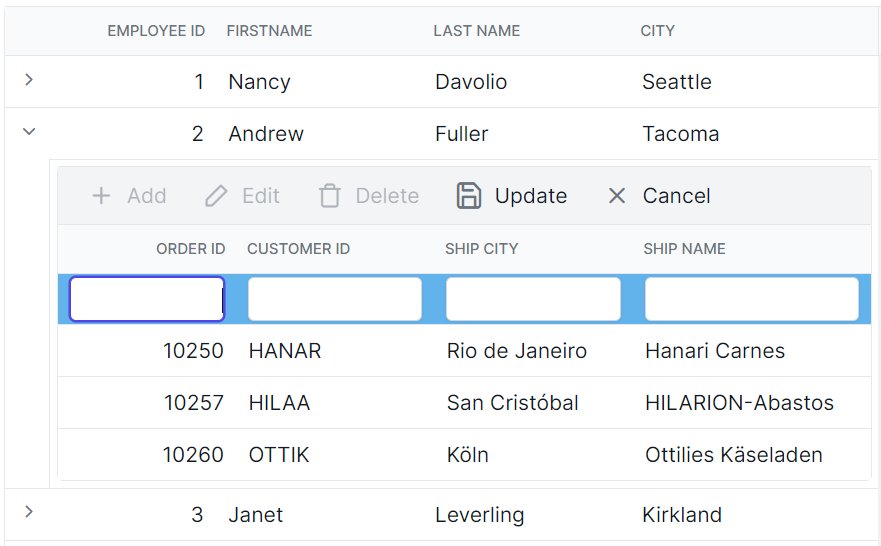 EMPLOYEE ID FIRSTNAME LAST NAME CITY
1 Nancy Davolio Seattle
2 Andrew Fuller Tacoma
Add Edit Delete Update Cancel
ORDER ID CUSTOMER ID SHIP CITY SHIP NAME
10250 HANAR Rio de Janeiro Hanari Carnes
10257 HILAA San Cristóbal HILARION-Abastos
10260 OTTIK Köln Ottilies Käseladen
3 Janet Leverling Kirkland